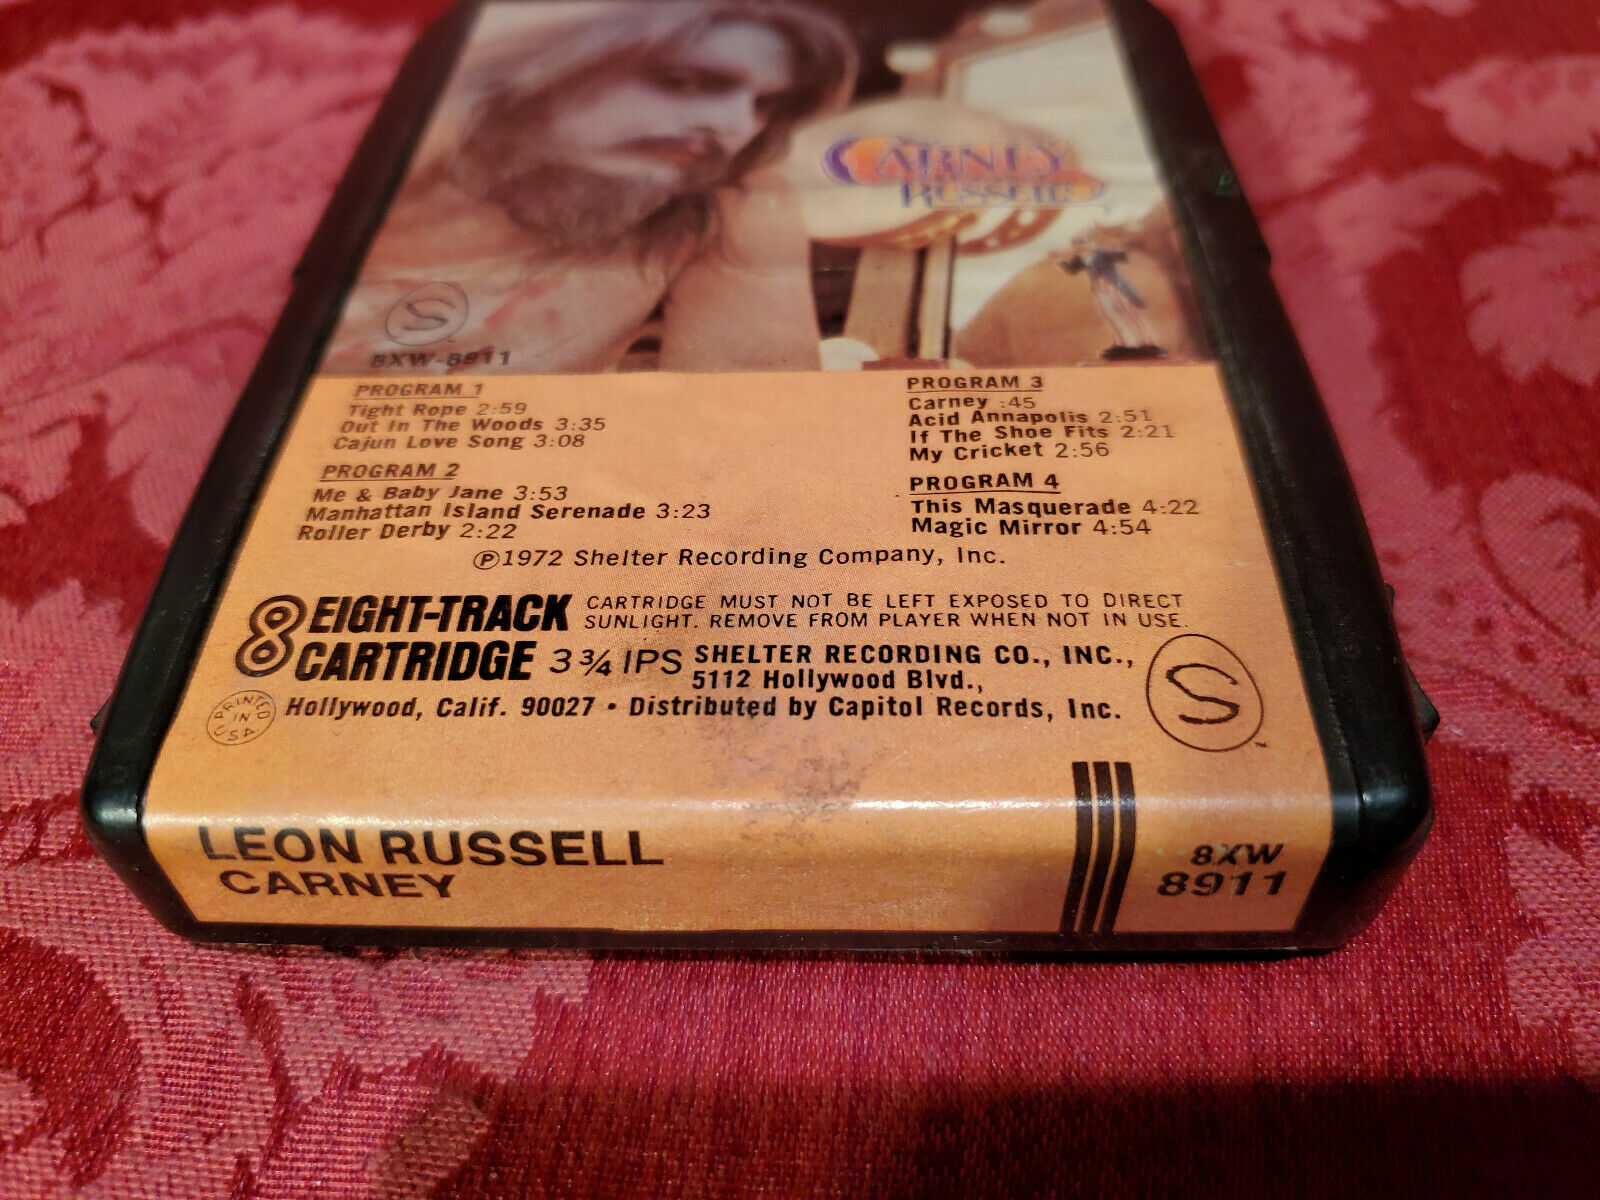 CARNEY
RUSSELL
S
8XW-8911
PROGRAM 1
Tight Rope 2:59
Out In The Woods 3:35
Cajun Love Song 3:08
PROGRAM 2
Me & Baby Jane 3:53
Manhattan Island Serenade 3:23
Roller Derby 2:22
PROGRAM 3
Carney :45
Acid Annapolis 2:51
If The Shoe Fits 2:21
My Cricket 2:56
PROGRAM 4
This Masquerade 4:22
Magic Mirror 4:54
℗1972 Shelter Recording Company, Inc.
8 EIGHT-TRACK
CARTRIDGE 3 3/4 IPS
CARTRIDGE MUST NOT BE LEFT EXPOSED TO DIRECT
SUNLIGHT. REMOVE FROM PLAYER WHEN NOT IN USE.
SHELTER RECORDING CO., INC.,
5112 Hollywood Blvd.,
Hollywood, Calif. 90027 • Distributed by Capitol Records, Inc.
PRINTED
IN
U.S.A.
S™
LEON RUSSELL
CARNEY
8XW
8911